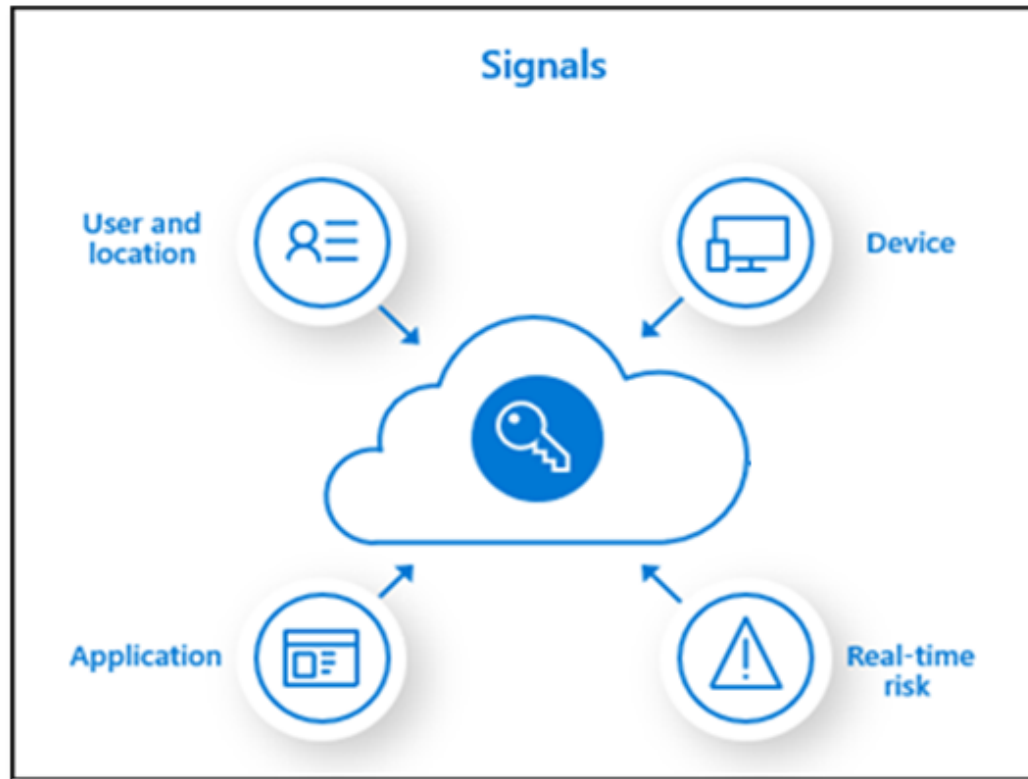 Signals
User and
location
Device
Application
Real-time
risk